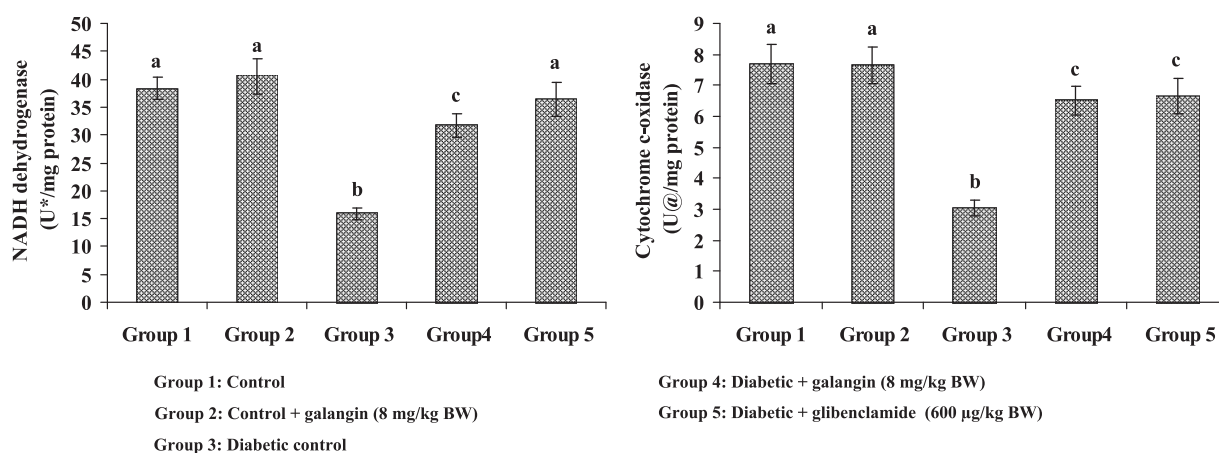 NADH dehydrogenase
(U*/mg protein)
50
45
40
35
30
25
20
15
10
5
0
a
a
b
c
a
Group 1
Group 2
Group 3
Group4
Group 5
Cytochrome c-oxidase
(U@/mg protein)
9
8
7
6
5
4
3
2
1
0
a
a
b
c
c
Group 1
Group 2
Group 3
Group4
Group 5
Group 1: Control
Group 2: Control + galangin (8 mg/kg BW)
Group 3: Diabetic control
Group 4: Diabetic + galangin (8 mg/kg BW)
Group 5: Diabetic + glibenclamide (600 µg/kg BW)